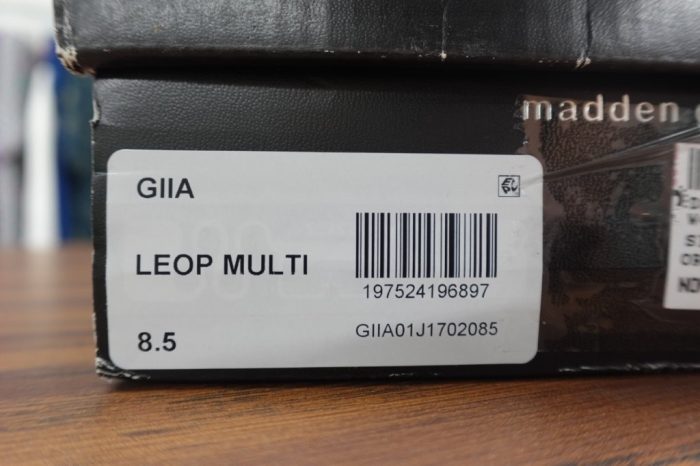 madden
GIIA
LEOP MULTI
197524196897
8.5
GIIA01J1702085